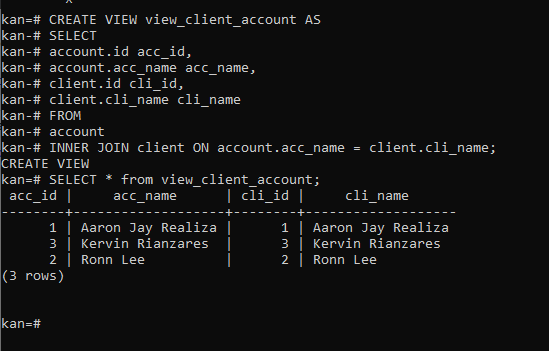 kan=# CREATE VIEW view_client_account AS
kan-# SELECT
kan-# account.id acc_id,
kan-# account.acc_name acc_name,
kan-# client.id cli_id,
kan-# client.cli_name cli_name
kan-# FROM
kan-# account
kan-# INNER JOIN client ON account.acc_name = client.cli_name;
CREATE VIEW
kan=# SELECT * from view_client_account;
 acc_id |     acc_name      | cli_id |     cli_name
--------+-------------------+--------+-------------------
      1 | Aaron Jay Realiza |      1 | Aaron Jay Realiza
      3 | Kervin Rianzares  |      3 | Kervin Rianzares
      2 | Ronn Lee          |      2 | Ronn Lee
(3 rows)
kan=#